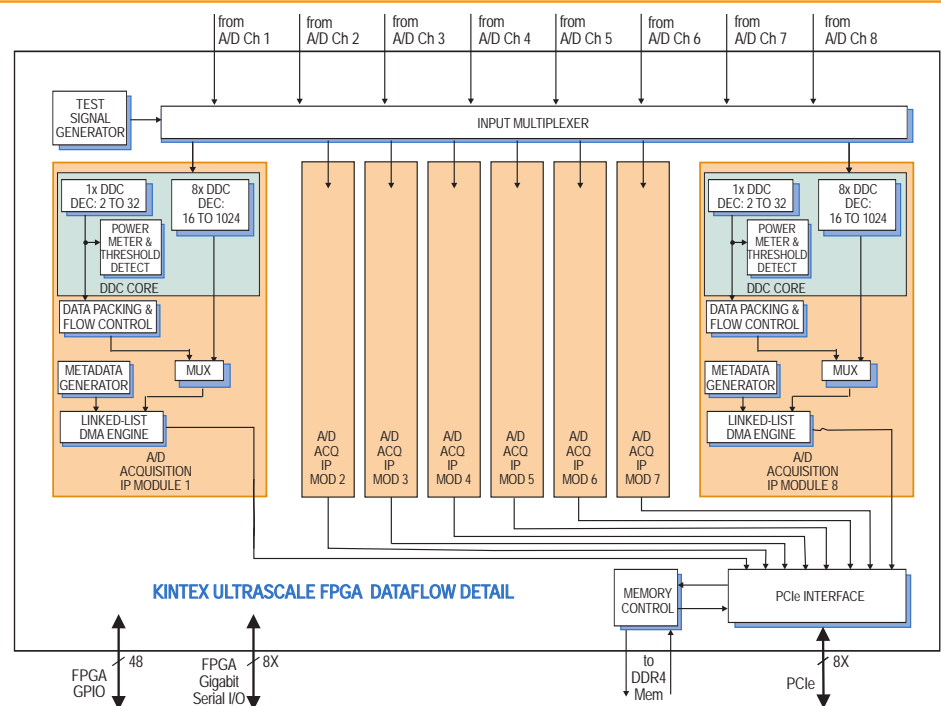 from
A/D Ch 1
from
A/D Ch 2
from
A/D Ch 3
from
A/D Ch 4
from
A/D Ch 5
from
A/D Ch 6
from
A/D Ch 7
from
A/D Ch 8
TEST
SIGNAL
GENERATOR
INPUT MULTIPLEXER
1x DDC
DEC: 2 TO 32
8x DDC
DEC:
16 TO 1024
POWER
METER &
THRESHOLD
DETECT
DDC CORE
DATA PACKING &
FLOW CONTROL
METADATA
GENERATOR
MUX
LINKED-LIST
DMA ENGINE
A/D
ACQUISITION
IP MODULE 1
A/D
ACQ
IP
MOD 2
A/D
ACQ
IP
MOD 3
A/D
ACQ
IP
MOD 4
A/D
ACQ
IP
MOD 5
A/D
ACQ
IP
MOD 6
A/D
ACQ
IP
MOD 7
1x DDC
DEC: 2 TO 32
8x DDC
DEC:
16 TO 1024
POWER
METER &
THRESHOLD
DETECT
DDC CORE
DATA PACKING &
FLOW CONTROL
METADATA
GENERATOR
MUX
LINKED-LIST
DMA ENGINE
A/D
ACQUISITION
IP MODULE 8
KINTEX ULTRASCALE FPGA DATAFLOW DETAIL
MEMORY
CONTROL
PCIe INTERFACE
48
FPGA
GPIO
8X
FPGA
Gigabit
Serial I/O
to
DDR4
Mem
8X
PCIe